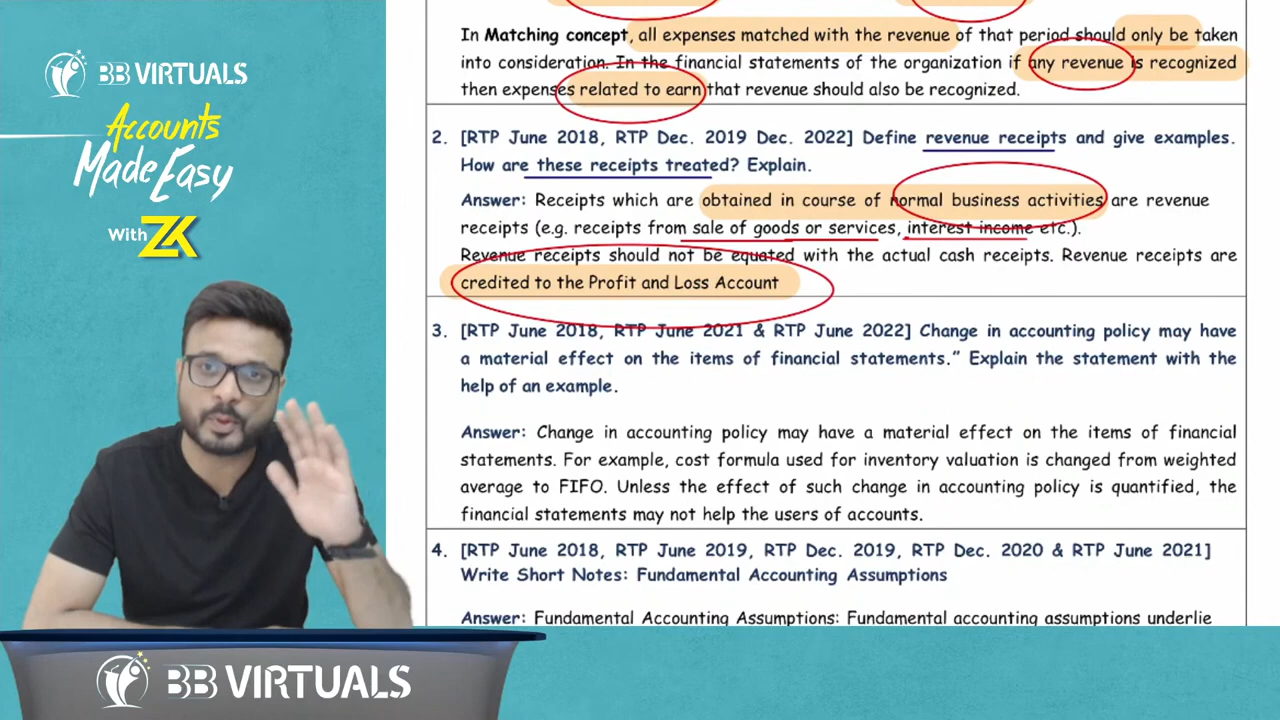 BB VIRTUALS
Accounts
Made Easy
With ZK
In Matching concept, all expenses matched with the revenue of that period should only be taken
into consideration. In the financial statements of the organization if any revenue is recognized
then expenses related to earn that revenue should also be recognized.
2. [RTP June 2018, RTP Dec. 2019 Dec. 2022] Define revenue receipts and give examples.
How are these receipts treated? Explain.
Answer: Receipts which are obtained in course of normal business activities are revenue
receipts (e.g. receipts from sale of goods or services, interest income etc.).
Revenue receipts should not be equated with the actual cash receipts. Revenue receipts are
credited to the Profit and Loss Account
3. [RTP June 2018, RTP June 2021 & RTP June 2022] Change in accounting policy may have
a material effect on the items of financial statements.” Explain the statement with the
help of an example.
Answer: Change in accounting policy may have a material effect on the items of financial
statements. For example, cost formula used for inventory valuation is changed from weighted
average to FIFO. Unless the effect of such change in accounting policy is quantified, the
financial statements may not help the users of accounts.
4. [RTP June 2018, RTP June 2019, RTP Dec. 2019, RTP Dec. 2020 & RTP June 2021]
Write Short Notes: Fundamental Accounting Assumptions
Answer: Fundamental Accounting Assumptions: Fundamental accounting assumptions underlie
BB VIRTUALS